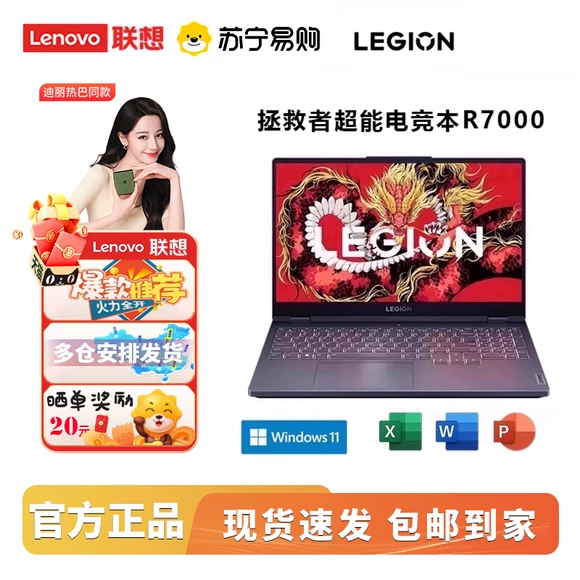 Lenovo 联想 苏宁易购 LEGION
迪丽热巴同款
拯救者超能电竞本R7000
Lenovo 联想
爆款推荐
火力全开
多仓安排发货
晒单奖励
20元
LEGION
LEGION
Windows 11
X W P
官方正品 现货速发 包邮到家